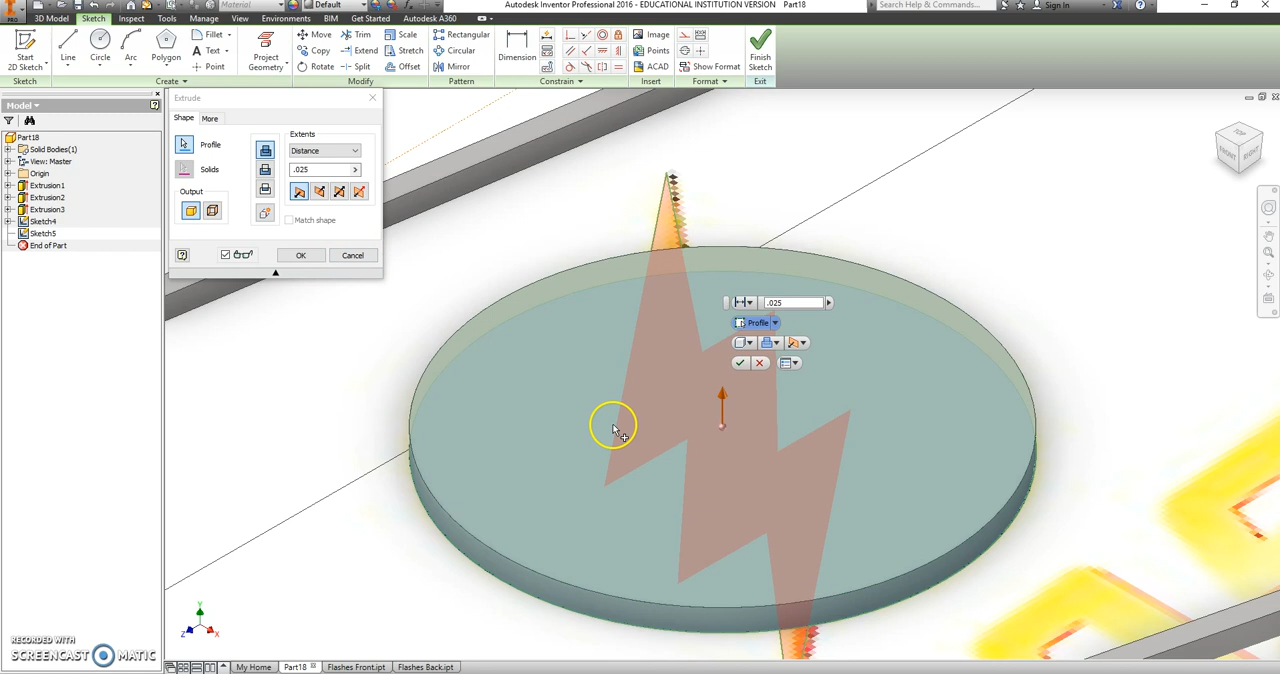 Material
Default
Autodesk Inventor Professional 2016 - EDUCATIONAL INSTITUTION VERSION Part18
Search Help & Commands...
Sign In
PRO
3D Model
Sketch
Inspect
Tools
Manage
View
Environments
BIM
Get Started
Autodesk A360
Start
2D Sketch
Line
Circle
Arc
Polygon
Fillet
Text
Point
Project
Geometry
Move
Copy
Rotate
Trim
Extend
Split
Scale
Stretch
Offset
Rectangular
Circular
Mirror
Dimension
Image
Points
ACAD
Show Format
Finish
Sketch
Sketch
Create
Modify
Pattern
Constrain
Insert
Format
Exit
Model
Part18
Solid Bodies(1)
View: Master
Origin
Extrusion1
Extrusion2
Extrusion3
Sketch4
Sketch5
End of Part
Extrude
Shape
More
Profile
Solids
Output
Extents
Distance
.025
Match shape
OK
Cancel
.025
Profile
TOP
FRONT
RIGHT
Y
Z
X
RECORDED WITH
SCREENCAST MATIC
My Home
Part18
Flashes Front.ipt
Flashes Back.ipt